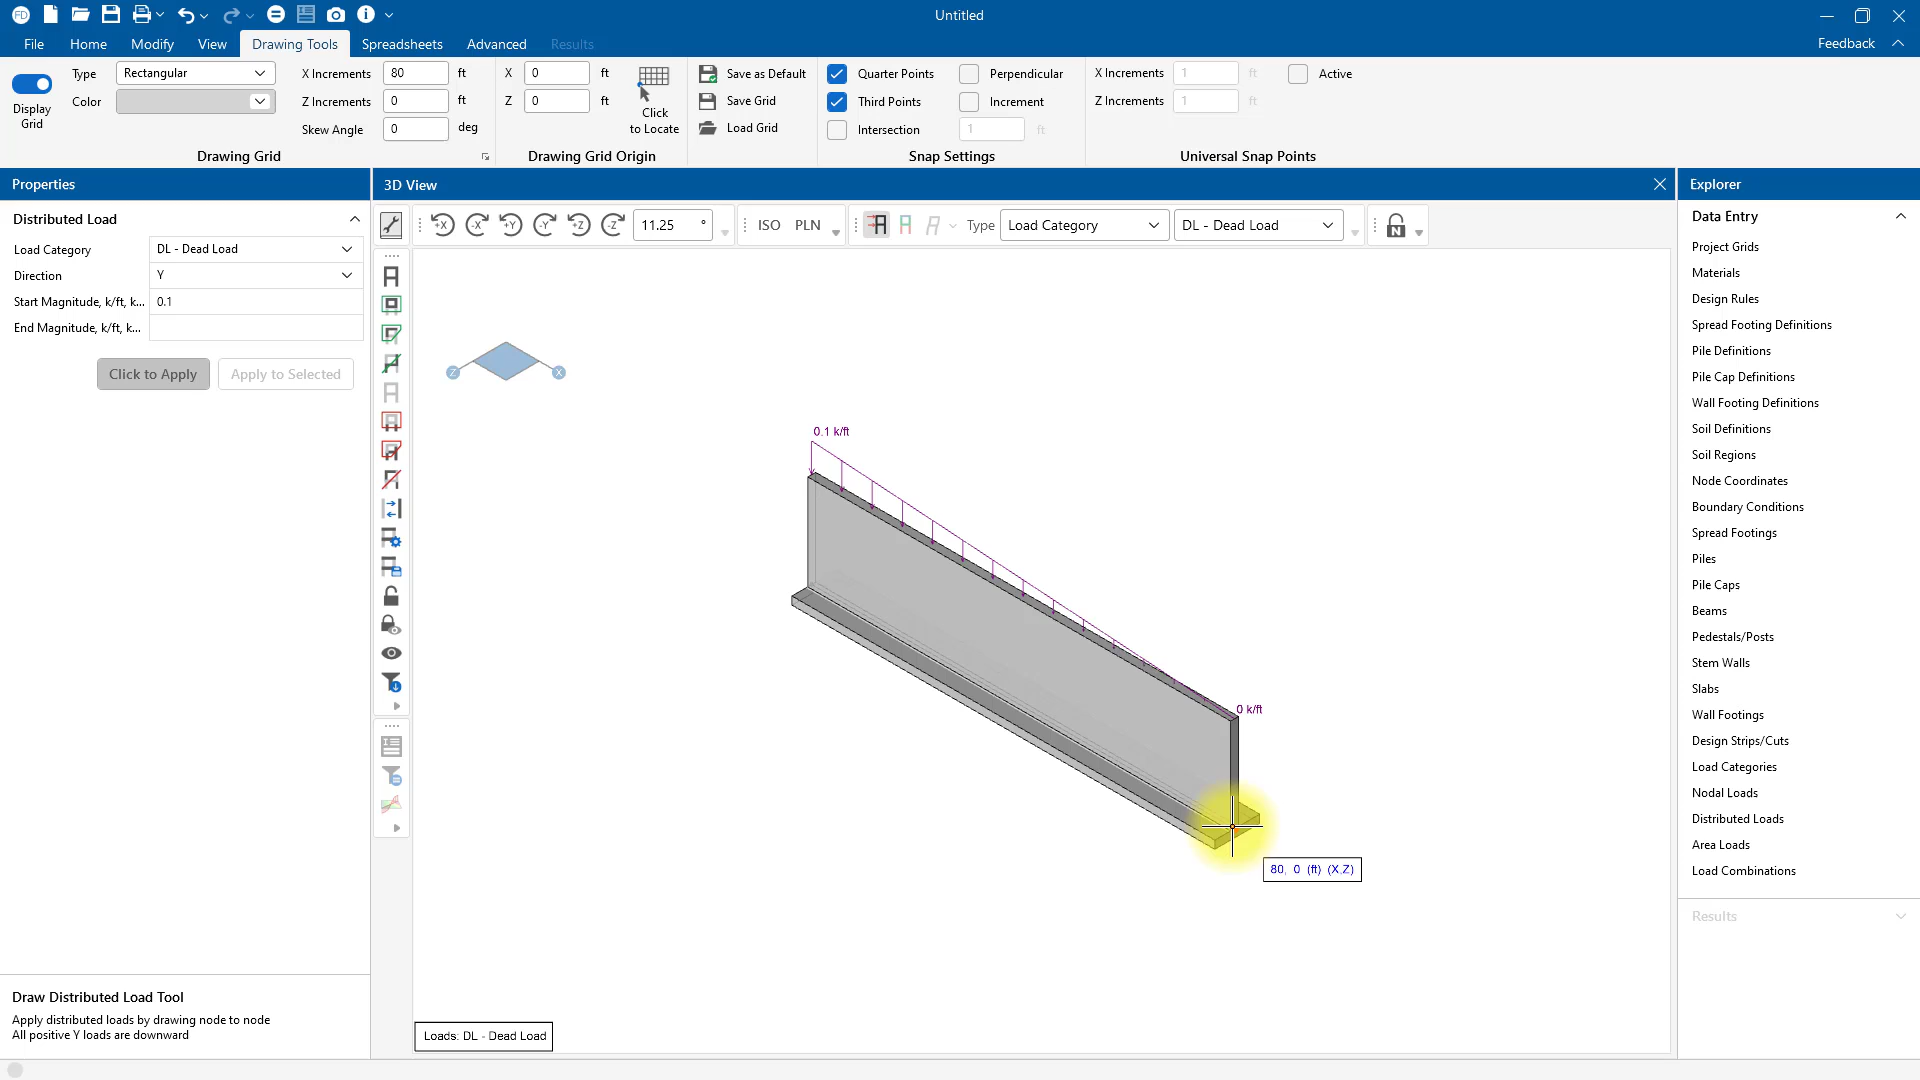 FD
Untitled
File Home Modify View Drawing Tools Spreadsheets Advanced Results
Feedback
Display
Grid
Type Rectangular
Color
X Increments 80 ft
Z Increments 0 ft
Skew Angle 0 deg
Drawing Grid
X 0 ft
Z 0 ft
Click
to Locate
Drawing Grid Origin
Save as Default
Save Grid
Load Grid
Quarter Points
Third Points
Intersection
Perpendicular
Increment
1 ft
Snap Settings
X Increments 1 ft
Z Increments 1 ft
Active
Universal Snap Points
Properties
Distributed Load
Load Category DL - Dead Load
Direction Y
Start Magnitude, k/ft, k... 0.1
End Magnitude, k/ft, k...
Click to Apply Apply to Selected
Draw Distributed Load Tool
Apply distributed loads by drawing node to node
All positive Y loads are downward
3D View
+X -X +Y -Y +Z -Z 11.25 °
ISO PLN
Type Load Category DL - Dead Load
N
Z X
0.1 k/ft
0 k/ft
80, 0 (ft) (X,Z)
Loads: DL - Dead Load
Explorer
Data Entry
Project Grids
Materials
Design Rules
Spread Footing Definitions
Pile Definitions
Pile Cap Definitions
Wall Footing Definitions
Soil Definitions
Soil Regions
Node Coordinates
Boundary Conditions
Spread Footings
Piles
Pile Caps
Beams
Pedestals/Posts
Stem Walls
Slabs
Wall Footings
Design Strips/Cuts
Load Categories
Nodal Loads
Distributed Loads
Area Loads
Load Combinations
Results